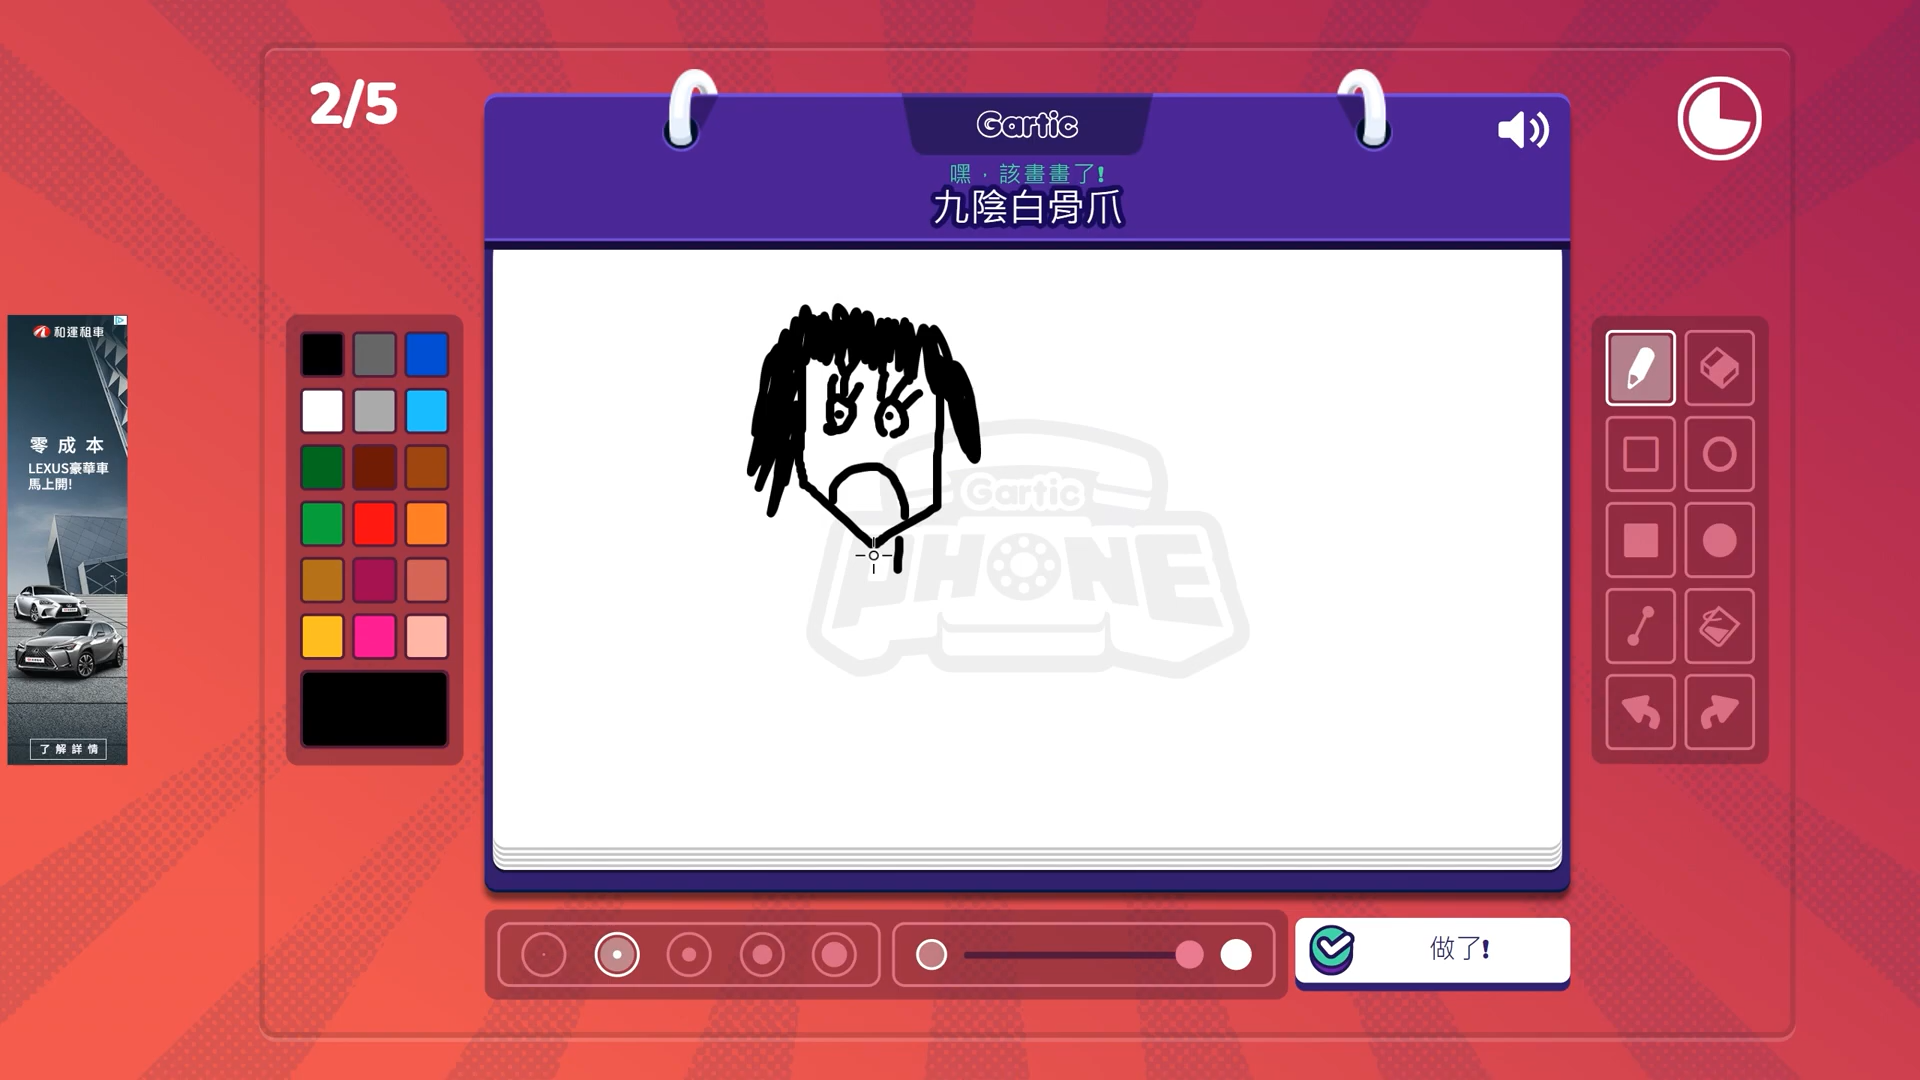 2/5
Gartic
嘿，該畫畫了!
九陰白骨爪
和運租車
零成本
LEXUS豪華車
馬上開!
了解詳情
Gartic
PHONE
做了!